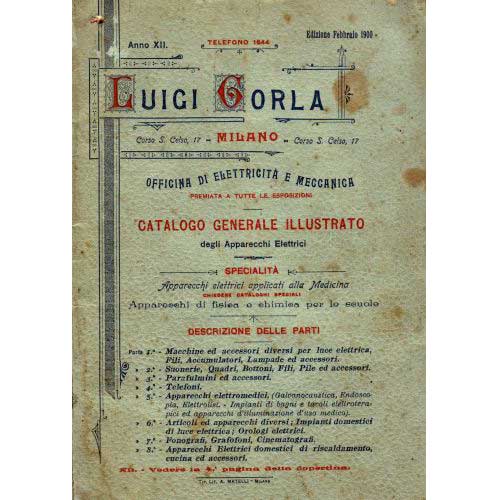 Anno XII.
TELEFONO 1644
Edizione Febbraio 1900
LUIGI GORLA
Corso S. Celso, 17 - MILANO - Corso S. Celso, 17
OFFICINA DI ELETTRICITÀ E MECCANICA
PREMIATA A TUTTE LE ESPOSIZIONI
CATALOGO GENERALE ILLUSTRATO
degli Apparecchi Elettrici
SPECIALITÀ
Apparecchi elettrici applicati alla Medicina
CHIEDERE CATALOGHI SPECIALI
Apparecchi di fisica e chimica per le scuole
DESCRIZIONE DELLE PARTI
Parte 1.ª - Macchine ed accessori diversi per luce elettrica,
Fili, Accumulatori, Lampade ed accessori.
» 2.ª - Suonerie, Quadri, Bottoni, Fili, Pile ed accessori.
» 3.ª - Parafulmini ed accessori.
» 4.ª - Telefoni.
» 5.ª - Apparecchi elettromedici, (Galvanocaustica, Endosco-
pia, Elettrolisi. - Impianti di bagni e tavoli elettrotera-
pici ed apparecchi d'illuminazione d'uso medico).
» 6.ª - Articoli ed apparecchi diversi; Impianti domestici
di luce elettrica; Orologi elettrici.
» 7.ª - Fonografi, Grafofoni, Cinematografi.
» 8.ª - Apparecchi Elettrici domestici di riscaldamento,
cucina ed accessori.
NB. - Vedere la 4.ª pagina della copertina.
TIP. LIT. A. MATELLI - MILANO